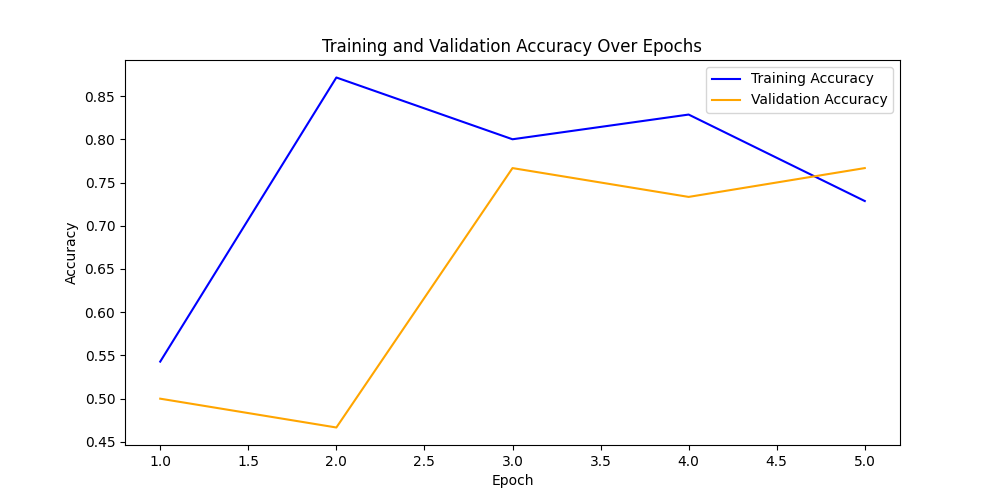 Training and Validation Accuracy Over Epochs
Training Accuracy
Validation Accuracy
Accuracy
0.85
0.80
0.75
0.70
0.65
0.60
0.55
0.50
0.45
1.0 1.5 2.0 2.5 3.0 3.5 4.0 4.5 5.0
Epoch